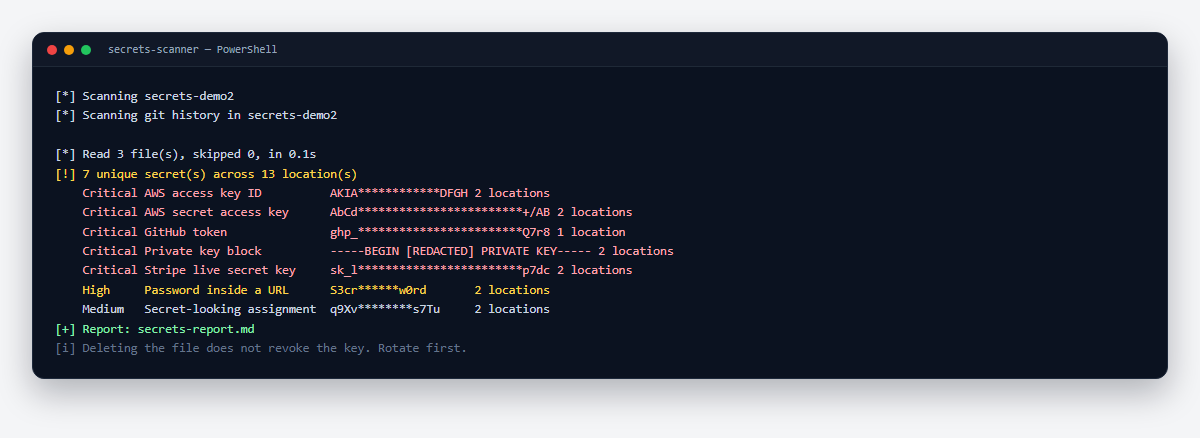 secrets-scanner — PowerShell
[*] Scanning secrets-demo2
[*] Scanning git history in secrets-demo2
[*] Read 3 file(s), skipped 0, in 0.1s
[!] 7 unique secret(s) across 13 location(s)
Critical AWS access key ID AKIA************DFGH 2 locations
Critical AWS secret access key AbCd************************+/AB 2 locations
Critical GitHub token ghp_************************Q7r8 1 location
Critical Private key block -----BEGIN [REDACTED] PRIVATE KEY----- 2 locations
Critical Stripe live secret key sk_l************************p7dc 2 locations
High Password inside a URL S3cr******w0rd 2 locations
Medium Secret-looking assignment q9Xv********s7Tu 2 locations
[+] Report: secrets-report.md
[i] Deleting the file does not revoke the key. Rotate first.